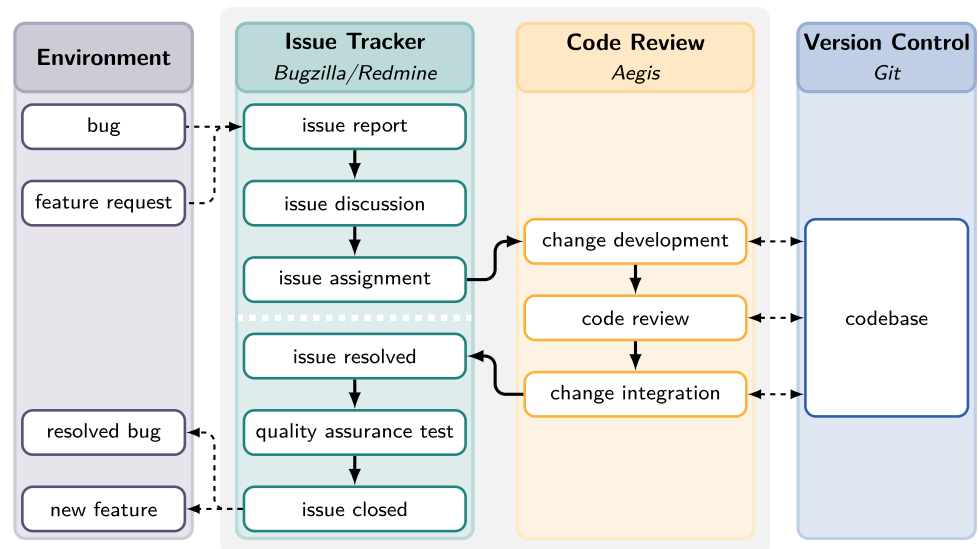 Environment
bug
feature request
resolved bug
new feature
Issue Tracker
Bugzilla/Redmine
issue report
issue discussion
issue assignment
issue resolved
quality assurance test
issue closed
Code Review
Aegis
change development
code review
change integration
Version Control
Git
codebase